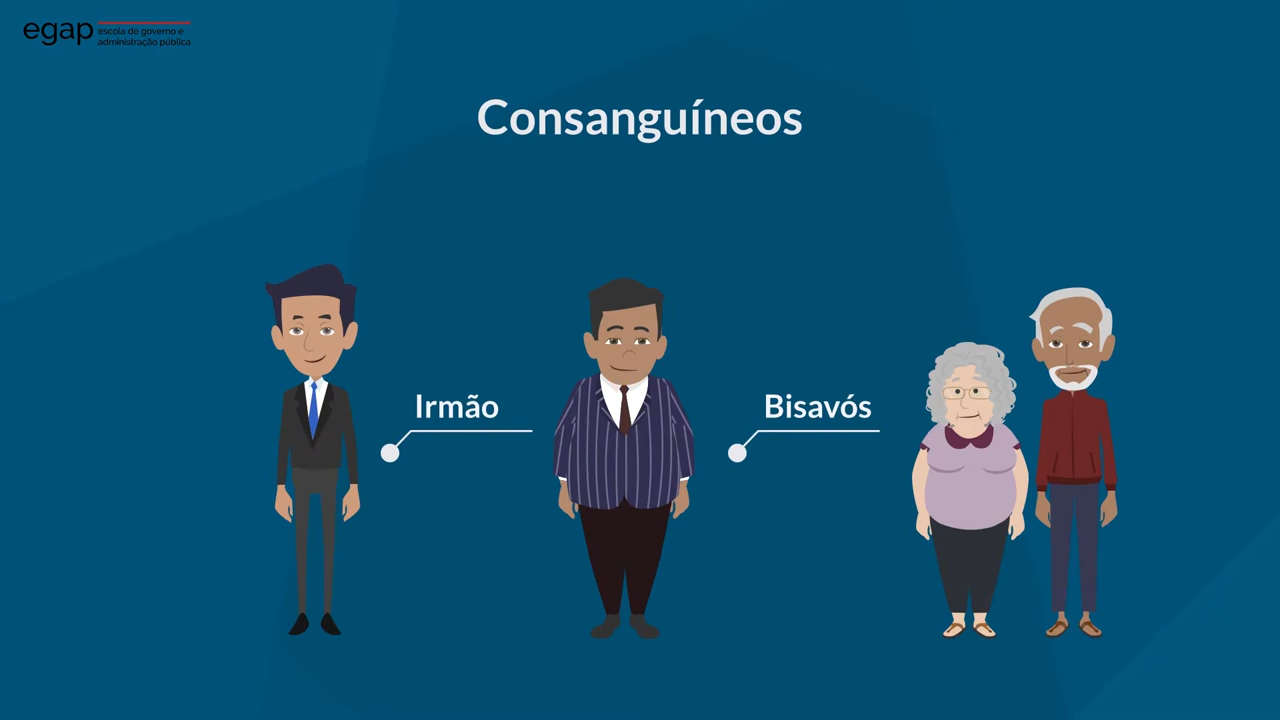 egap
escola de governo e
administração pública
Consanguíneos
Irmão
Bisavós